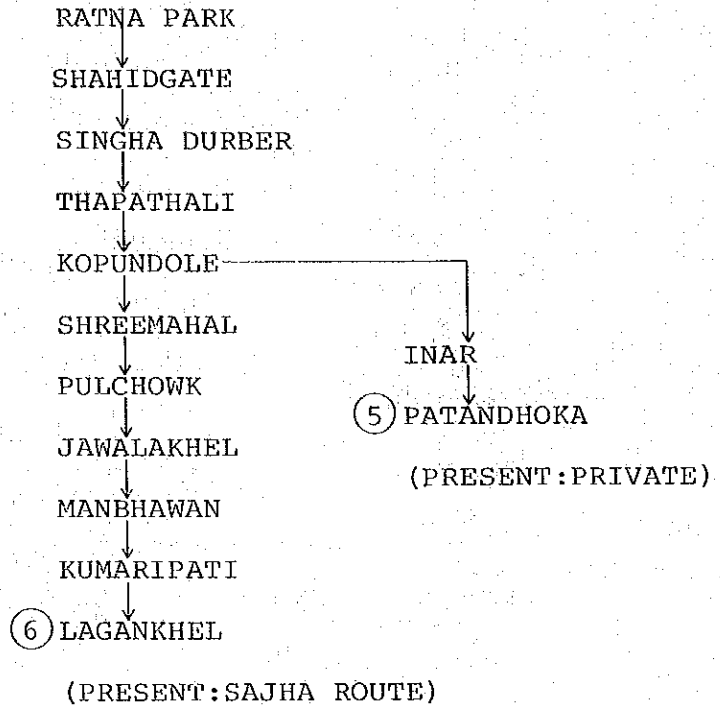 RATNA PARK
SHAHIDGATE
SINGHA DURBER
THAPATHALI
KOPUNDOLE
SHREEMAHAL
INAR
PULCHOWK
⑤ PATANDHOKA
JAWALAKHEL
(PRESENT:PRIVATE)
MANBHAWAN
KUMARIPATI
⑥ LAGANKHEL
(PRESENT:SAJHA ROUTE)